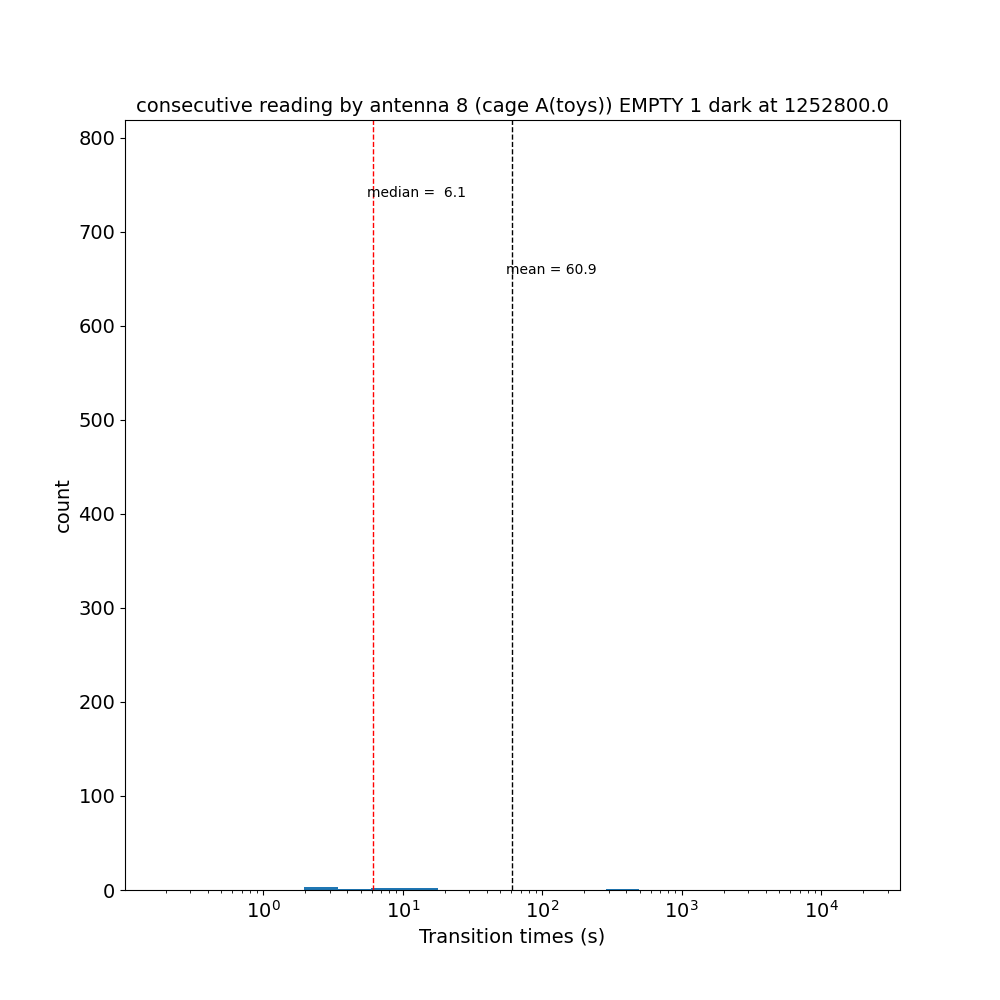 consecutive reading by antenna 8 (cage A(toys)) EMPTY 1 dark at 1252800.0
800
700
600
500
400
300
200
100
0
count
median =  6.1
mean = 60.9
10^0 10^1 10^2 10^3 10^4
Transition times (s)